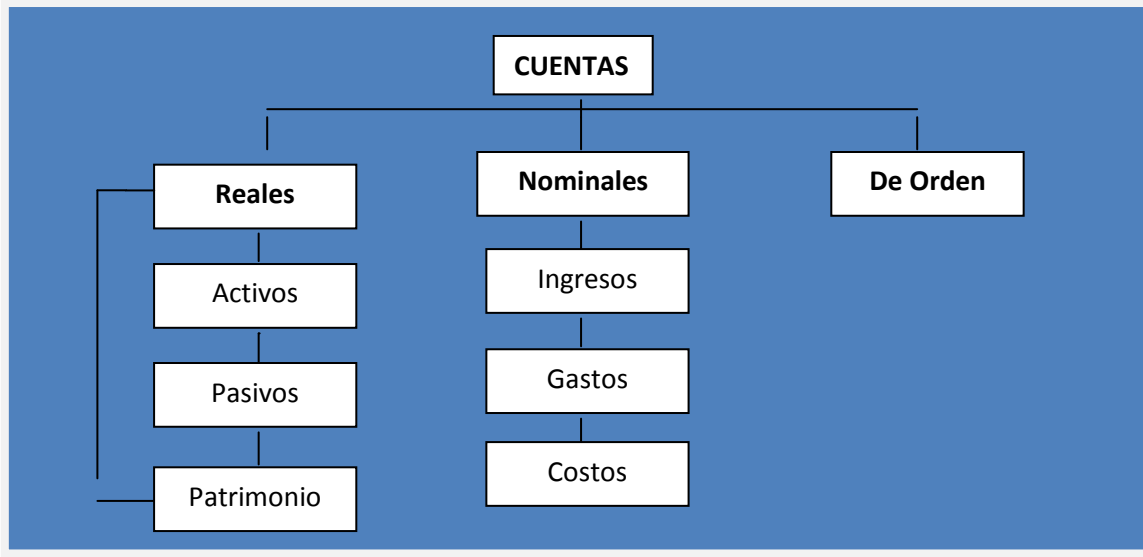 CUENTAS
Reales
Nominales
De Orden
Activos
Ingresos
Pasivos
Gastos
Patrimonio
Costos